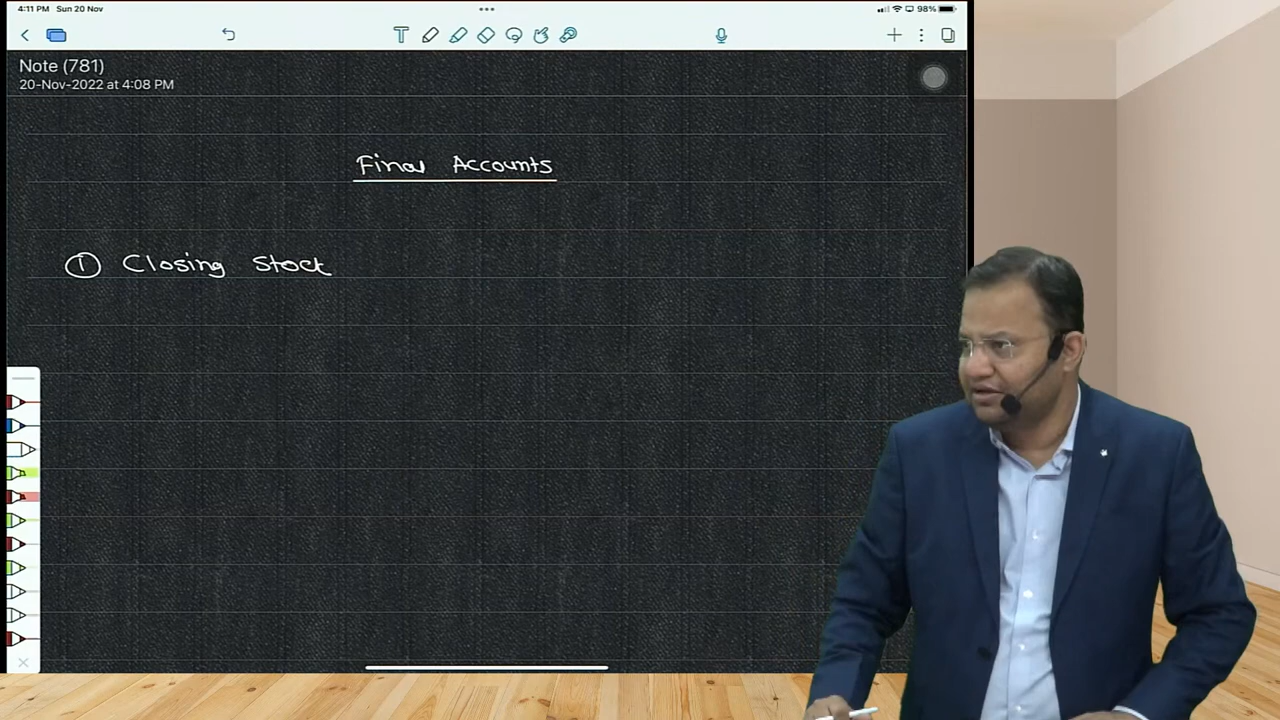 4:11 PM Sun 20 Nov
98%
Note (781)
20-Nov-2022 at 4:08 PM
Final Accounts
① Closing Stock